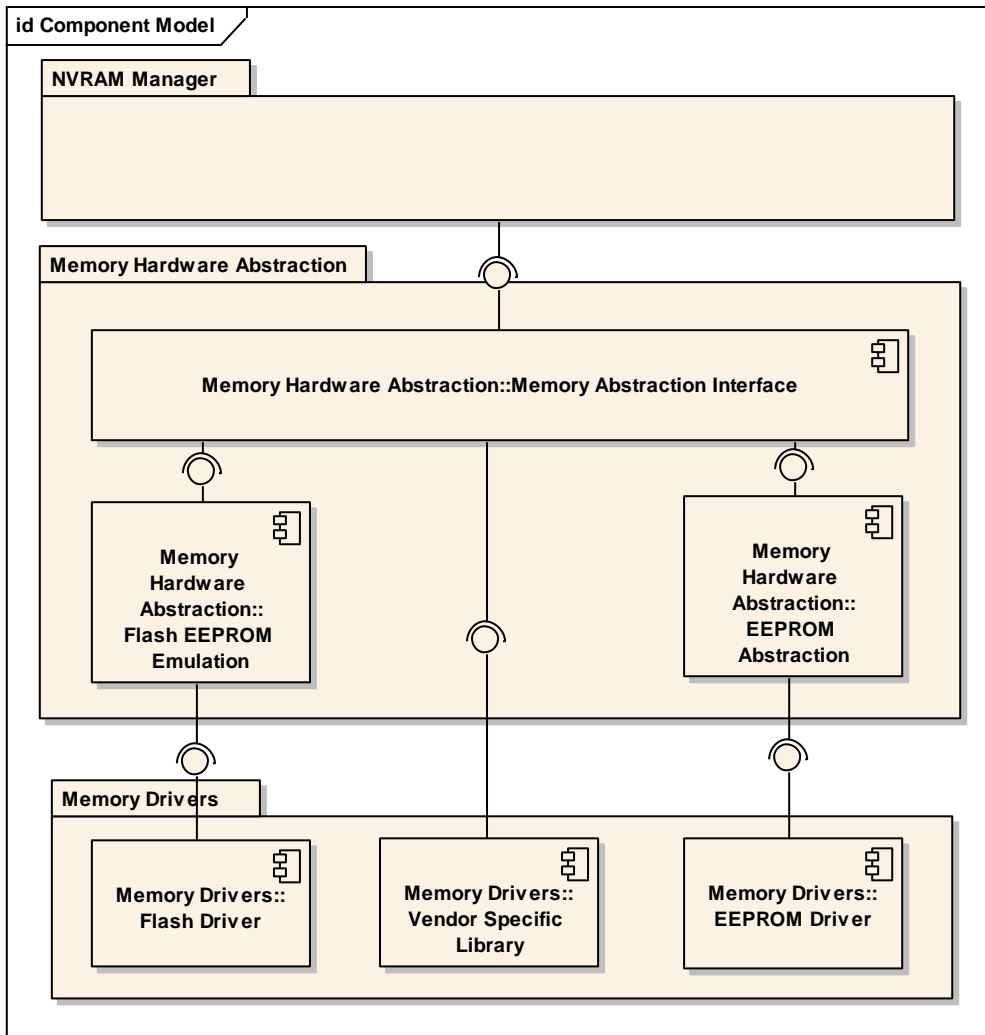 id Component Model
NVRAM Manager
Memory Hardware Abstraction
Memory Hardware Abstraction::Memory Abstraction Interface
Memory
Hardware
Abstraction::
Flash EEPROM
Emulation
Memory
Hardware
Abstraction::
EEPROM
Abstraction
Memory Drivers
Memory Drivers::
Flash Driver
Memory Drivers::
Vendor Specific
Library
Memory Drivers::
EEPROM Driver